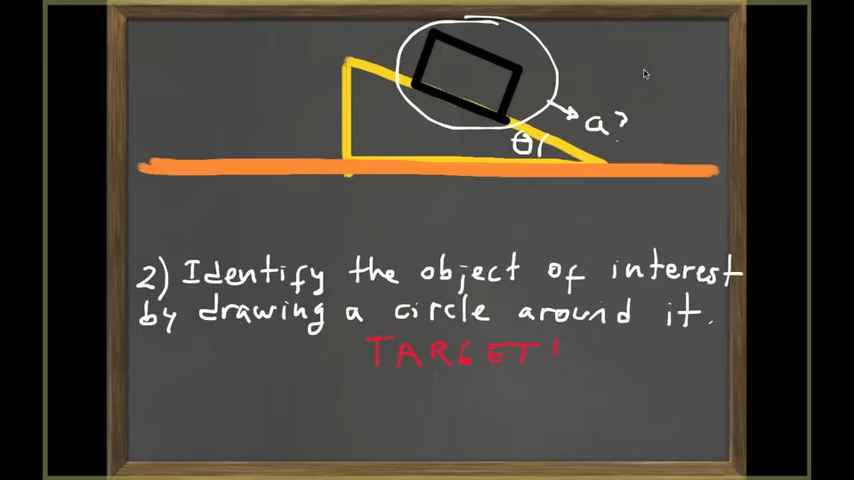 a?
θ
2) Identify the object of interest
by drawing a circle around it.
TARGET!